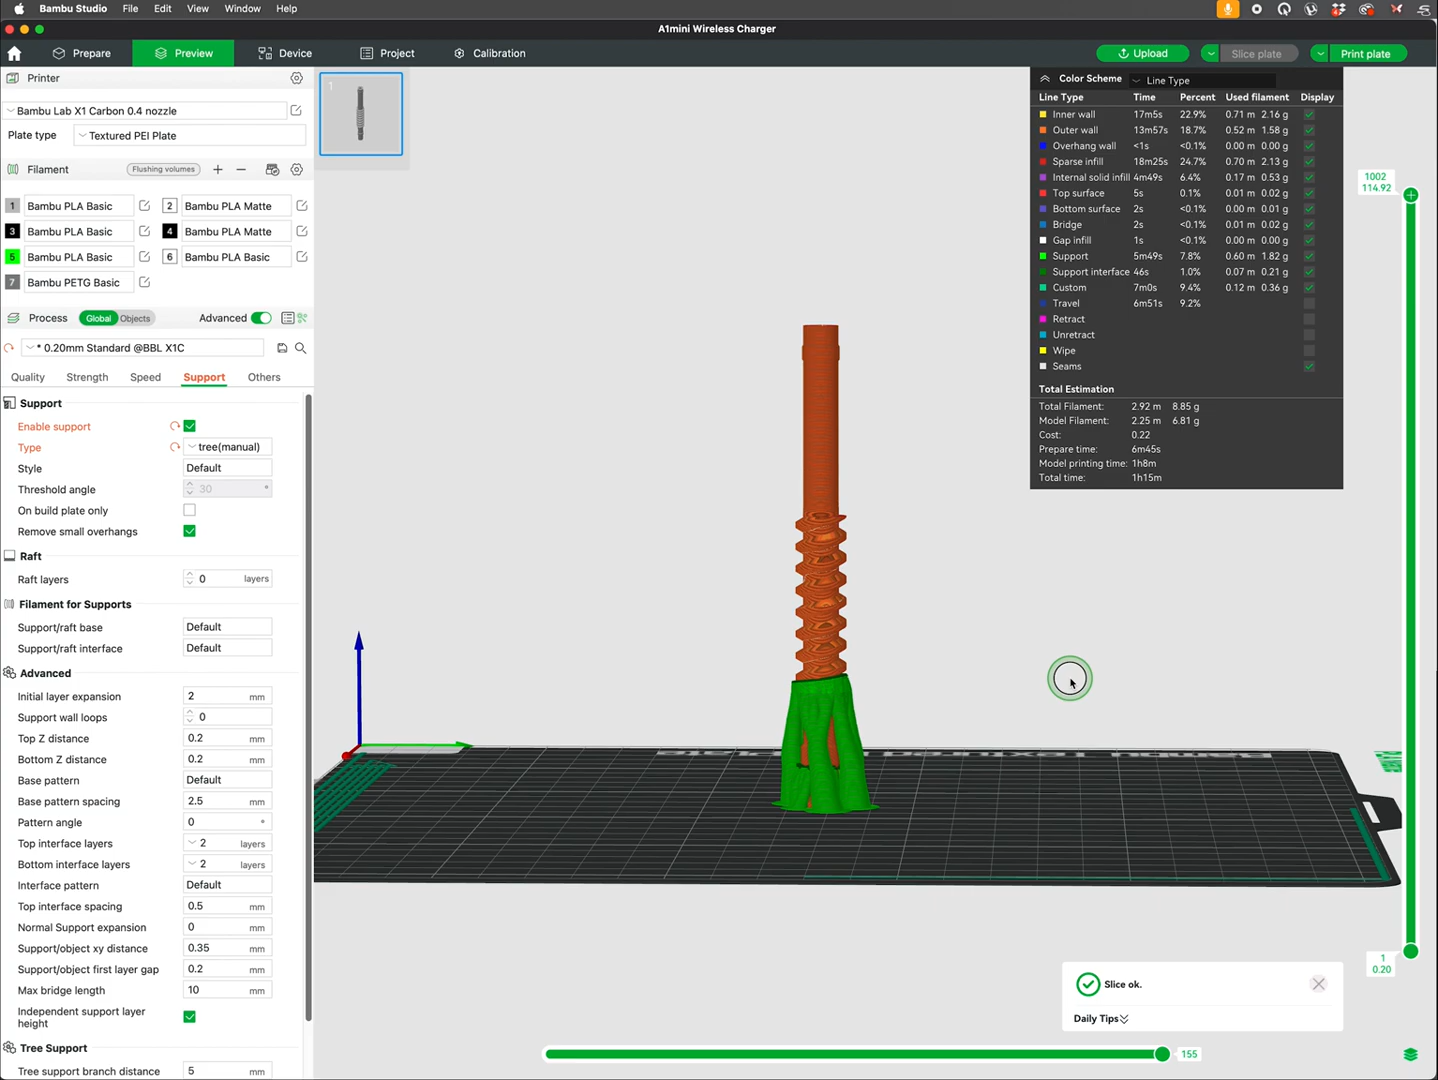 Bambu Studio File Edit View Window Help
A1mini Wireless Charger
Prepare Preview Device Project Calibration Upload Slice plate Print plate
Printer
Bambu Lab X1 Carbon 0.4 nozzle
Plate type Textured PEI Plate
Filament Flushing volumes
1 Bambu PLA Basic 2 Bambu PLA Matte
3 Bambu PLA Basic 4 Bambu PLA Matte
5 Bambu PLA Basic 6 Bambu PLA Basic
7 Bambu PETG Basic
Process Global Objects Advanced
* 0.20mm Standard @BBL X1C
Quality Strength Speed Support Others
Support
Enable support
Type tree(manual)
Style Default
Threshold angle 30 °
On build plate only
Remove small overhangs
Raft
Raft layers 0 layers
Filament for Supports
Support/raft base Default
Support/raft interface Default
Advanced
Initial layer expansion 2 mm
Support wall loops 0
Top Z distance 0.2 mm
Bottom Z distance 0.2 mm
Base pattern Default
Base pattern spacing 2.5 mm
Pattern angle 0 °
Top interface layers 2 layers
Bottom interface layers 2 layers
Interface pattern Default
Top interface spacing 0.5 mm
Normal Support expansion 0 mm
Support/object xy distance 0.35 mm
Support/object first layer gap 0.2 mm
Max bridge length 10 mm
Independent support layer
height
Tree Support
Tree support branch distance 5 mm
1
Color Scheme Line Type
Line Type Time Percent Used filament Display
Inner wall 17m5s 22.9% 0.71 m 2.16 g
Outer wall 13m57s 18.7% 0.52 m 1.58 g
Overhang wall <1s <0.1% 0.00 m 0.00 g
Sparse infill 18m25s 24.7% 0.70 m 2.13 g
Internal solid infill 4m49s 6.4% 0.17 m 0.53 g
Top surface 5s 0.1% 0.01 m 0.02 g
Bottom surface 2s <0.1% 0.00 m 0.01 g
Bridge 2s <0.1% 0.01 m 0.02 g
Gap infill 1s <0.1% 0.00 m 0.00 g
Support 5m49s 7.8% 0.60 m 1.82 g
Support interface 46s 1.0% 0.07 m 0.21 g
Custom 7m0s 9.4% 0.12 m 0.36 g
Travel 6m51s 9.2%
Retract
Unretract
Wipe
Seams
Total Estimation
Total Filament: 2.92 m 8.85 g
Model Filament: 2.25 m 6.81 g
Cost: 0.22
Prepare time: 6m45s
Model printing time: 1h8m
Total time: 1h15m
1002
114.92
1
0.20
Slice ok.
Daily Tips
155